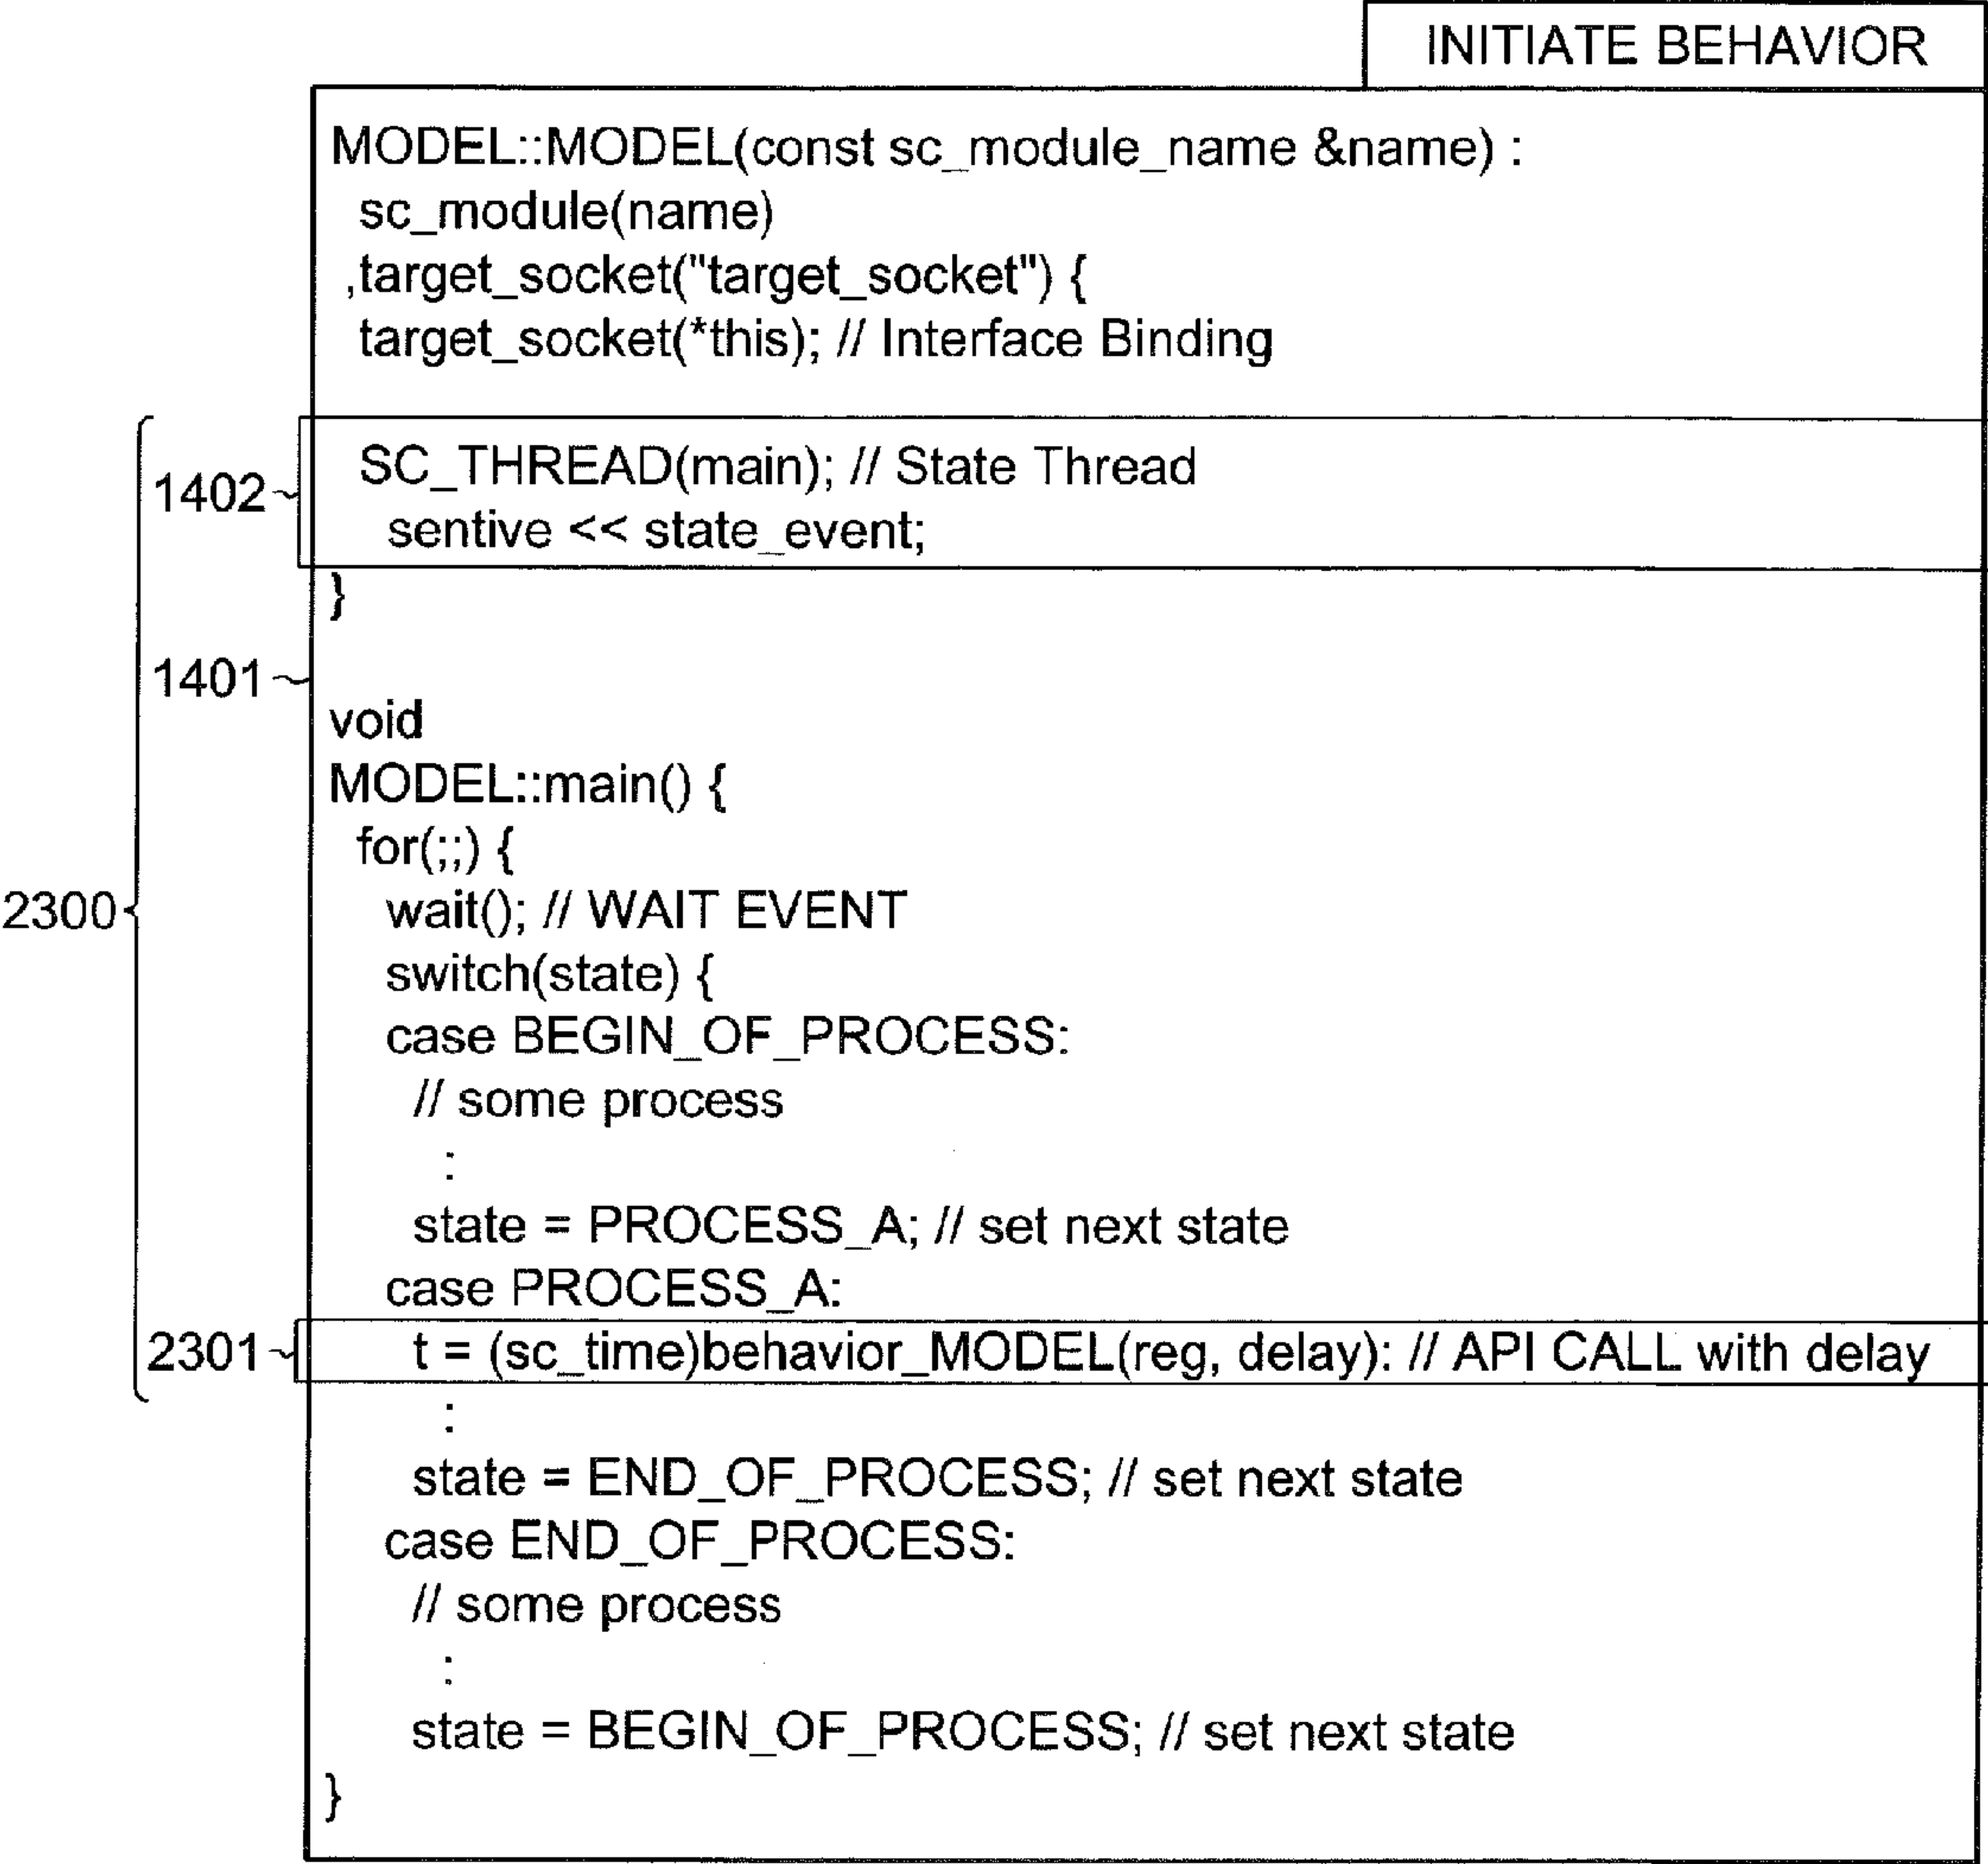 INITIATE BEHAVIOR
MODEL::MODEL(const sc_module_name &name) :
sc_module(name)
,target_socket("target_socket") {
target_socket(*this); // Interface Binding
1402
SC_THREAD(main); // State Thread
sentive << state_event;
}
1401
void
MODEL::main() {
for(;;) {
2300
wait(); // WAIT EVENT
switch(state) {
case BEGIN_OF_PROCESS:
// some process
:
state = PROCESS_A; // set next state
case PROCESS_A:
2301
t = (sc_time)behavior_MODEL(reg, delay): // API CALL with delay
:
state = END_OF_PROCESS; // set next state
case END_OF_PROCESS:
// some process
:
state = BEGIN_OF_PROCESS; // set next state
}